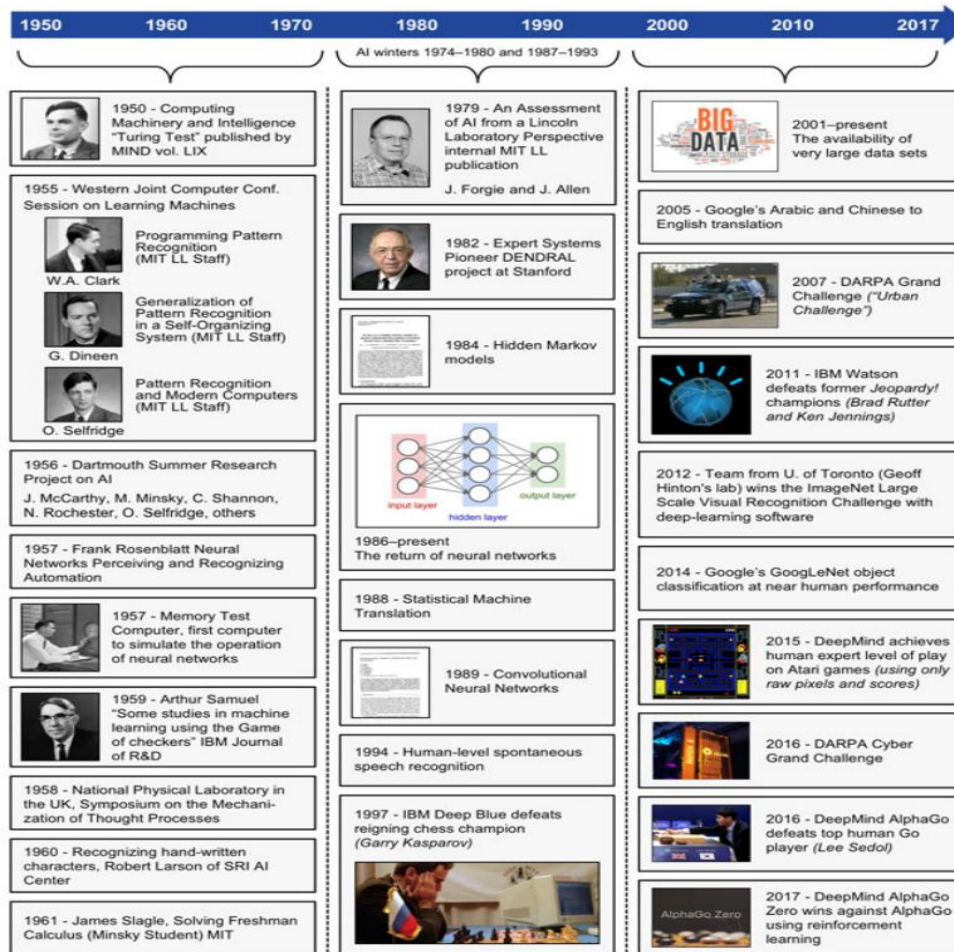 1950 1960 1970 1980 1990 2000 2010 2017
AI winters 1974–1980 and 1987–1993
1950 - Computing
Machinery and Intelligence
“Turing Test” published by
MIND vol. LIX
1955 - Western Joint Computer Conf.
Session on Learning Machines
Programming Pattern
Recognition
(MIT LL Staff)
W.A. Clark
Generalization of
Pattern Recognition
in a Self-Organizing
System (MIT LL Staff)
G. Dineen
Pattern Recognition
and Modern Computers
(MIT LL Staff)
O. Selfridge
1956 - Dartmouth Summer Research
Project on AI
J. McCarthy, M. Minsky, C. Shannon,
N. Rochester, O. Selfridge, others
1957 - Frank Rosenblatt Neural
Networks Perceiving and Recognizing
Automation
1957 - Memory Test
Computer, first computer
to simulate the operation
of neural networks
1959 - Arthur Samuel
“Some studies in machine
learning using the Game
of checkers” IBM Journal
of R&D
1958 - National Physical Laboratory in
the UK, Symposium on the Mechani-
zation of Thought Processes
1960 - Recognizing hand-written
characters, Robert Larson of SRI AI
Center
1961 - James Slagle, Solving Freshman
Calculus (Minsky Student) MIT
1979 - An Assessment
of AI from a Lincoln
Laboratory Perspective
internal MIT LL
publication
J. Forgie and J. Allen
1982 - Expert Systems
Pioneer DENDRAL
project at Stanford
1984 - Hidden Markov
models
input layer
hidden layer
output layer
1986–present
The return of neural networks
1988 - Statistical Machine
Translation
1989 - Convolutional
Neural Networks
1994 - Human-level spontaneous
speech recognition
1997 - IBM Deep Blue defeats
reigning chess champion
(Garry Kasparov)
BIG
DATA
2001–present
The availability of
very large data sets
2005 - Google’s Arabic and Chinese to
English translation
2007 - DARPA Grand
Challenge (“Urban
Challenge”)
2011 - IBM Watson
defeats former Jeopardy!
champions (Brad Rutter
and Ken Jennings)
2012 - Team from U. of Toronto (Geoff
Hinton's lab) wins the ImageNet Large
Scale Visual Recognition Challenge with
deep-learning software
2014 - Google’s GoogLeNet object
classification at near human performance
2015 - DeepMind achieves
human expert level of play
on Atari games (using only
raw pixels and scores)
2016 - DARPA Cyber
Grand Challenge
2016 - DeepMind AlphaGo
defeats top human Go
player (Lee Sedol)
AlphaGo Zero
2017 - DeepMind AlphaGo
Zero wins against AlphaGo
using reinforcement
learning